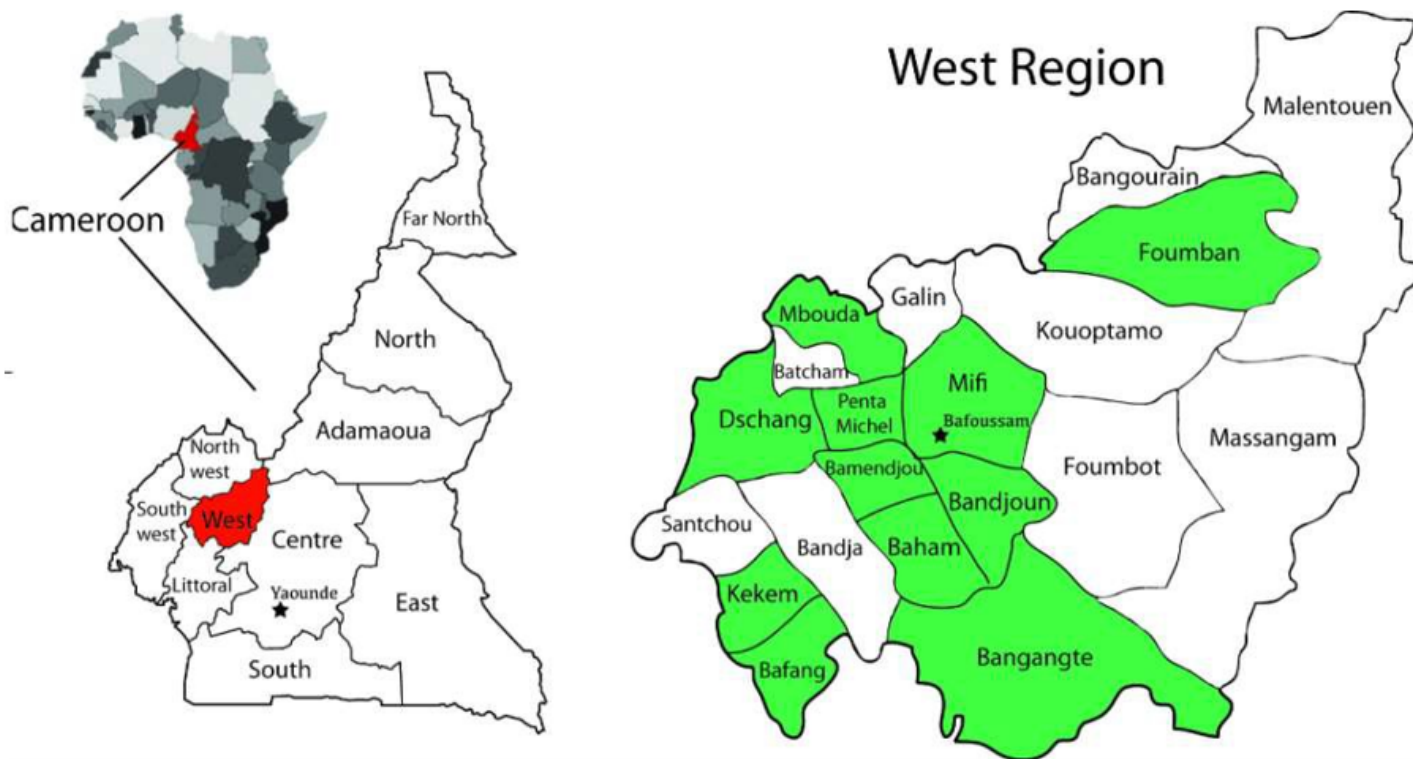 West Region
Cameroon
Far North
North
Adamaoua
North
west
South
west
West
Centre
Littoral
Yaounde
East
South
Malentouen
Bangourain
Foumban
Galin
Mbouda
Kouoptamo
Batcham
Mifi
Penta
Michel
Dschang
Bafoussam
Massangam
Foumbot
Bamendjou
Bandjoun
Santchou
Bandja
Baham
Kekem
Bafang
Bangangte